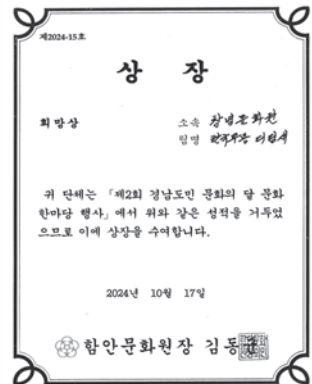 제2024-15호
상 장
희망상
소속 창녕문화원
팀명
귀 단체는 「제2회 경남도민 문화의 달 문화
한마당 행사」에서 위와 같은 성적을 거두었
으므로 이에 상장을 수여합니다.
2024년 10월 17일
함안문화원장 김동